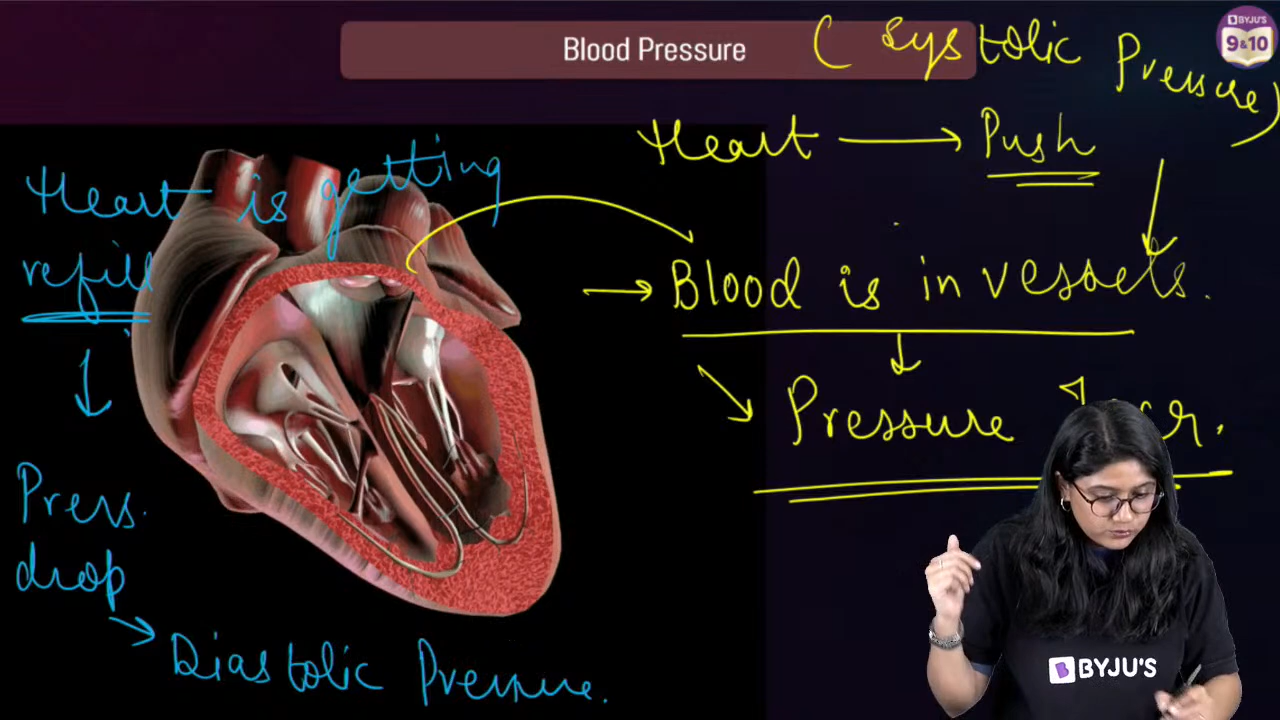 Blood Pressure
(Systolic Pressure)
BYJU'S
9&10
Heart → Push
Heart is getting
refill
→ Blood is in vessels.
Pressure
Press.
drop
Diastolic Pressure.
BYJU'S